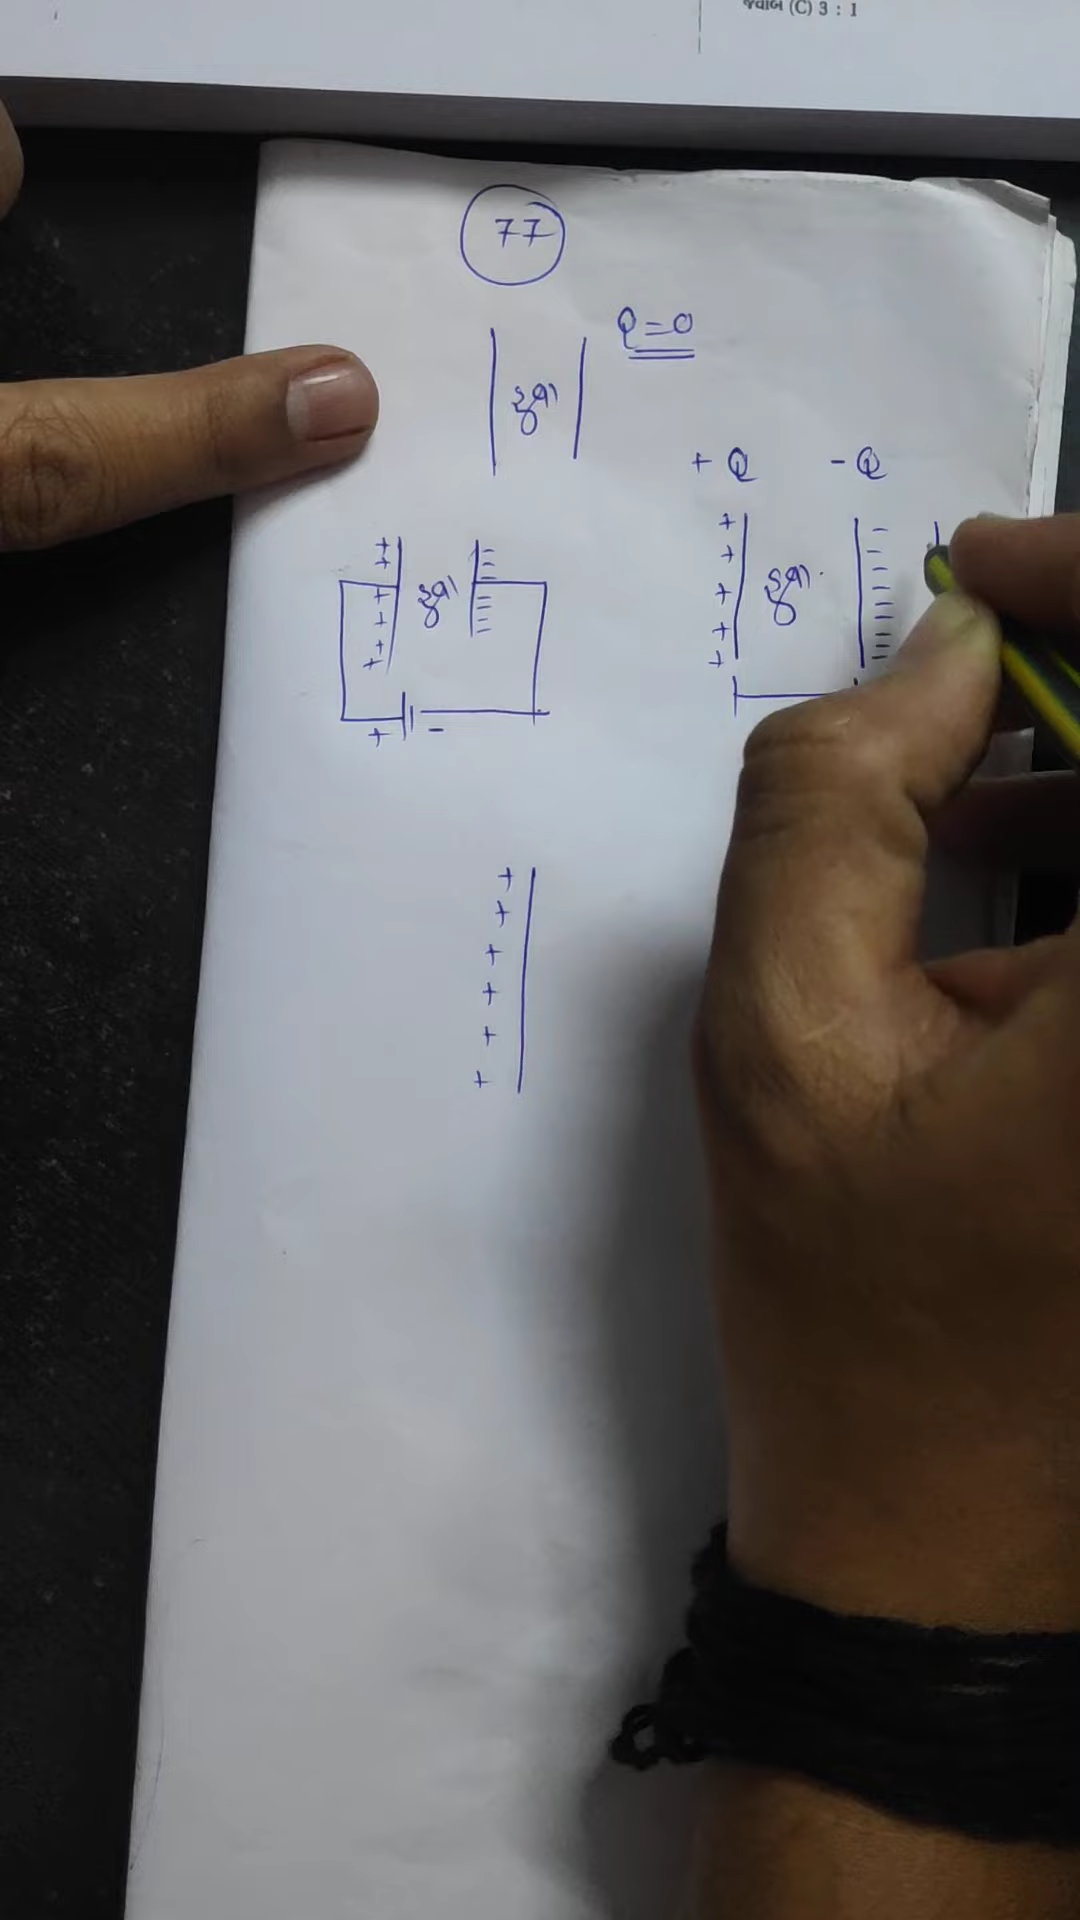 જવાબ (C) 3 : 1
77
Q = 0
હવા
+ Q - Q
હવા
હવા
+ -